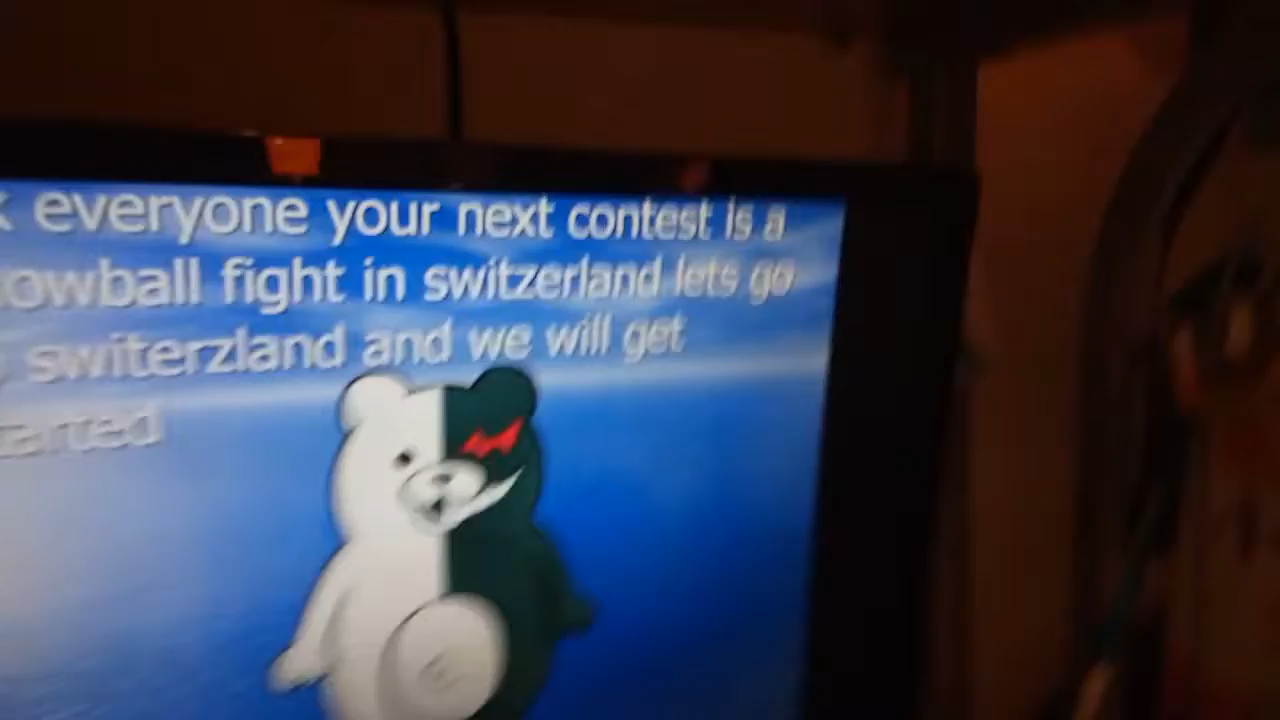 everyone your next contest is a
fight in switzerland lets go
switerzland and we will get